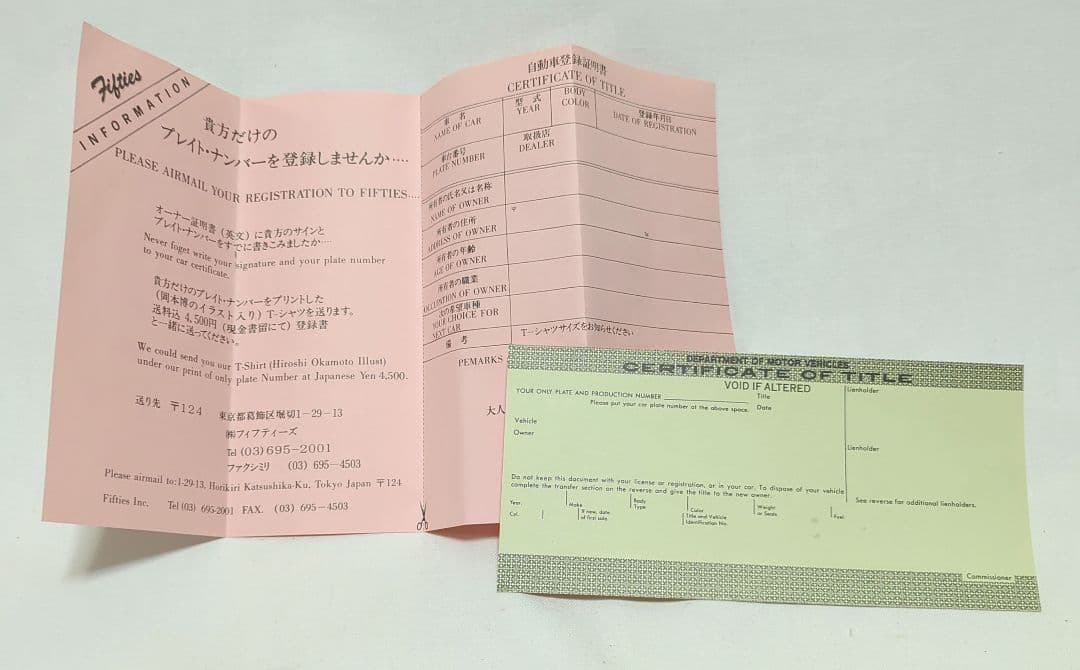 Fifties
INFORMATION
貴方だけの
プレイト・ナンバーを登録しませんか‥‥
PLEASE AIRMAIL YOUR REGISTRATION TO FIFTIES‥‥
オーナー証明書（英文）に貴方のサインと
プレイト・ナンバーをすでに書きこみましたか‥‥
Never foget write your signature and your plate number
to your car certificate.
貴方だけのプレイト・ナンバーをプリントした
（岡本博のイラスト入り）T-シャツを送ります。
送料込 4,500円（現金書留にて）登録書
と一緒に送ってください。
We could send you our T-Shirt (Hiroshi Okamoto Illust)
under our print of only plate Number at Japanese Yen 4,500.
送り先 〒124 東京都葛飾区堀切1-29-13
㈱フィフティーズ
Tel (03) 695-2001
ファクシミリ (03) 695-4503
Please airmail to: 1-29-13, Horikiri Katsushika-Ku, Tokyo Japan 〒124
Fifties Inc. Tel (03) 695-2001 FAX. (03) 695-4503
自動車登録証明書
CERTIFICATE OF TITLE
車名
NAME OF CAR
型式
YEAR
BODY
COLOR
登録年月日
DATE OF REGISTRATION
車台番号
PLATE NUMBER
取扱店
DEALER
所有者の氏名又は名称
NAME OF OWNER
所有者の住所
ADDRESS OF OWNER
所有者の年齢
AGE OF OWNER
所有者の職業
OCCUPATION OF OWNER
次の希望車種
YOUR CHOICE FOR
NEXT CAR
備考
PEMARKS
T-シャツサイズをお知らせください
大人
DEPARTMENT OF MOTOR VEHICLES
CERTIFICATE OF TITLE
VOID IF ALTERED
YOUR ONLY PLATE AND PRODUCTION NUMBER
Please put your car plate number at the above space.
Title
Date
Lienholder
Vehicle
Owner
Lienholder
Do not keep this document with your license or registration, or in your car. To dispose of your vehicle
complete the transfer section on the reverse and give the title to the new owner.
See reverse for additional lienholders.
Year
Make
Body
Type
Color
Weight
or Seats
Fuel
Cyl.
If new, date
of first sale
Title and Vehicle
Identification No.
Commissioner